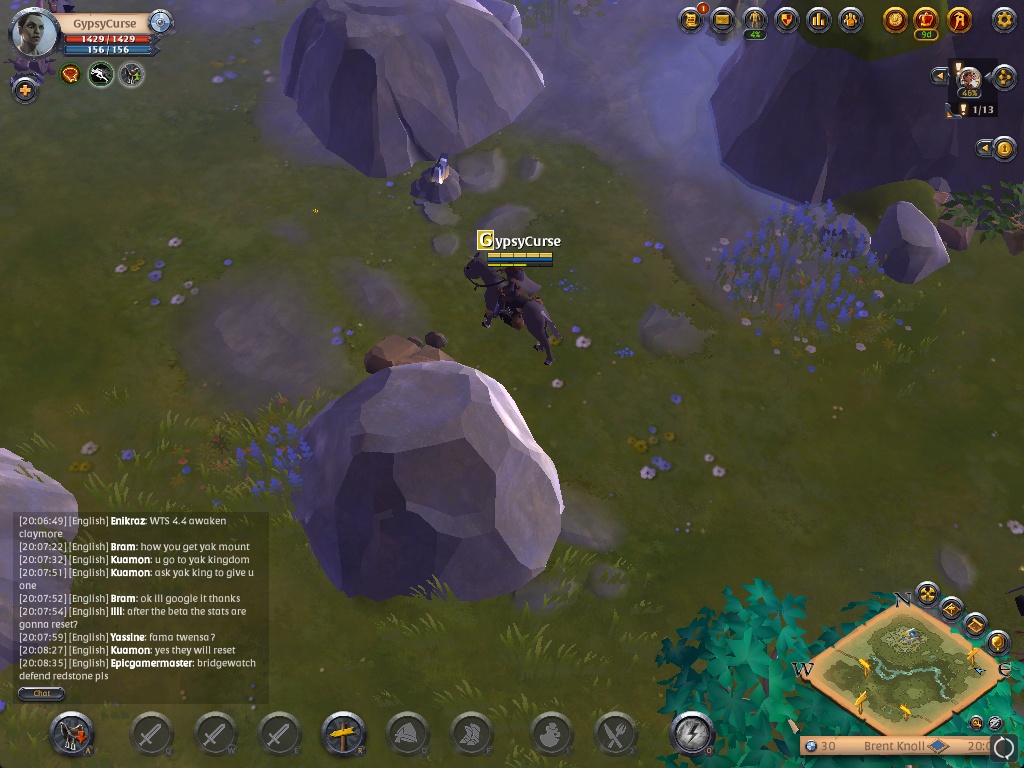 GypsyCurse
1429 / 1429
156 / 156
1
4%
9d
46%
1/13
GypsyCurse
[20:06:49] [English] Enikraz: WTS 4.4 awaken
claymore
[20:07:22] [English] Bram: how you get yak mount
[20:07:32] [English] Kuamon: u go to yak kingdom
[20:07:51] [English] Kuamon: ask yak king to give u
one
[20:07:52] [English] Bram: ok ill google it thanks
[20:07:54] [English] Illi: after the beta the stats are
gonna reset?
[20:07:59] [English] Yassine: fama twensa?
[20:08:27] [English] Kuamon: yes they will reset
[20:08:35] [English] Epicgamermaster: bridgewatch
defend redstone pls
Chat
N
W
E
A
Q
W
E
R
D
F
30
Brent Knoll
20:0